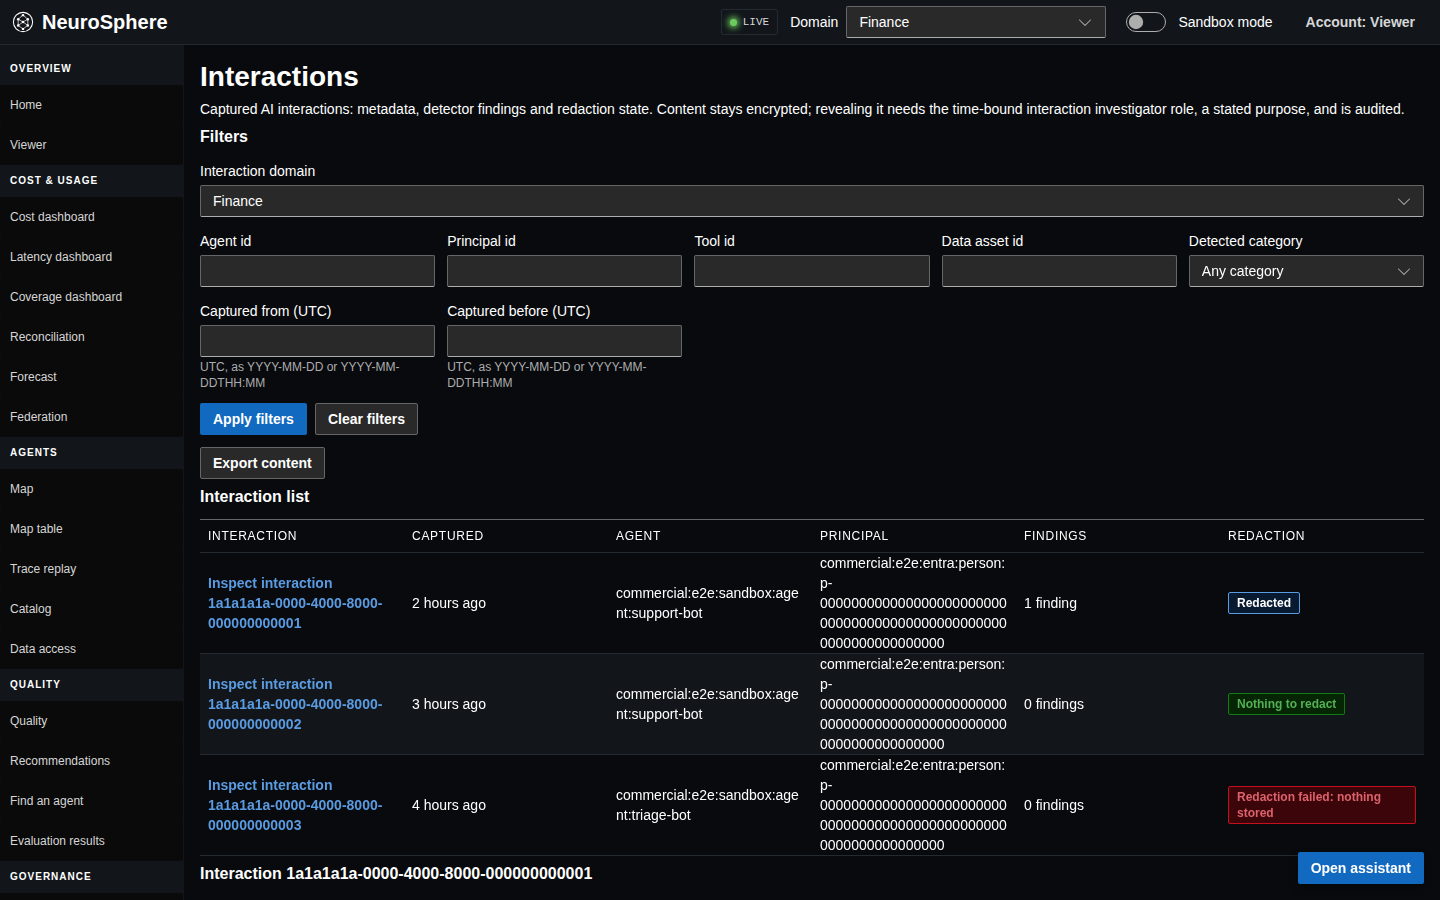 NeuroSphere
LIVE
Domain
Finance
Sandbox mode
Account: Viewer
OVERVIEW
Home
Viewer
COST & USAGE
Cost dashboard
Latency dashboard
Coverage dashboard
Reconciliation
Forecast
Federation
AGENTS
Map
Map table
Trace replay
Catalog
Data access
QUALITY
Quality
Recommendations
Find an agent
Evaluation results
GOVERNANCE
Interactions
Captured AI interactions: metadata, detector findings and redaction state. Content stays encrypted; revealing it needs the time-bound interaction investigator role, a stated purpose, and is audited.
Filters
Interaction domain
Finance
Agent id
Principal id
Tool id
Data asset id
Detected category
Any category
Captured from (UTC)
Captured before (UTC)
UTC, as YYYY-MM-DD or YYYY-MM-
DDTHH:MM
UTC, as YYYY-MM-DD or YYYY-MM-
DDTHH:MM
Apply filters
Clear filters
Export content
Interaction list
INTERACTION
CAPTURED
AGENT
PRINCIPAL
FINDINGS
REDACTION
Inspect interaction
1a1a1a1a-0000-4000-8000-
000000000001
2 hours ago
commercial:e2e:sandbox:age
nt:support-bot
commercial:e2e:entra:person:
p-
000000000000000000000000
000000000000000000000000
0000000000000000
1 finding
Redacted
Inspect interaction
1a1a1a1a-0000-4000-8000-
000000000002
3 hours ago
commercial:e2e:sandbox:age
nt:support-bot
commercial:e2e:entra:person:
p-
000000000000000000000000
000000000000000000000000
0000000000000000
0 findings
Nothing to redact
Inspect interaction
1a1a1a1a-0000-4000-8000-
000000000003
4 hours ago
commercial:e2e:sandbox:age
nt:triage-bot
commercial:e2e:entra:person:
p-
000000000000000000000000
000000000000000000000000
0000000000000000
0 findings
Redaction failed: nothing
stored
Interaction 1a1a1a1a-0000-4000-8000-000000000001
Open assistant